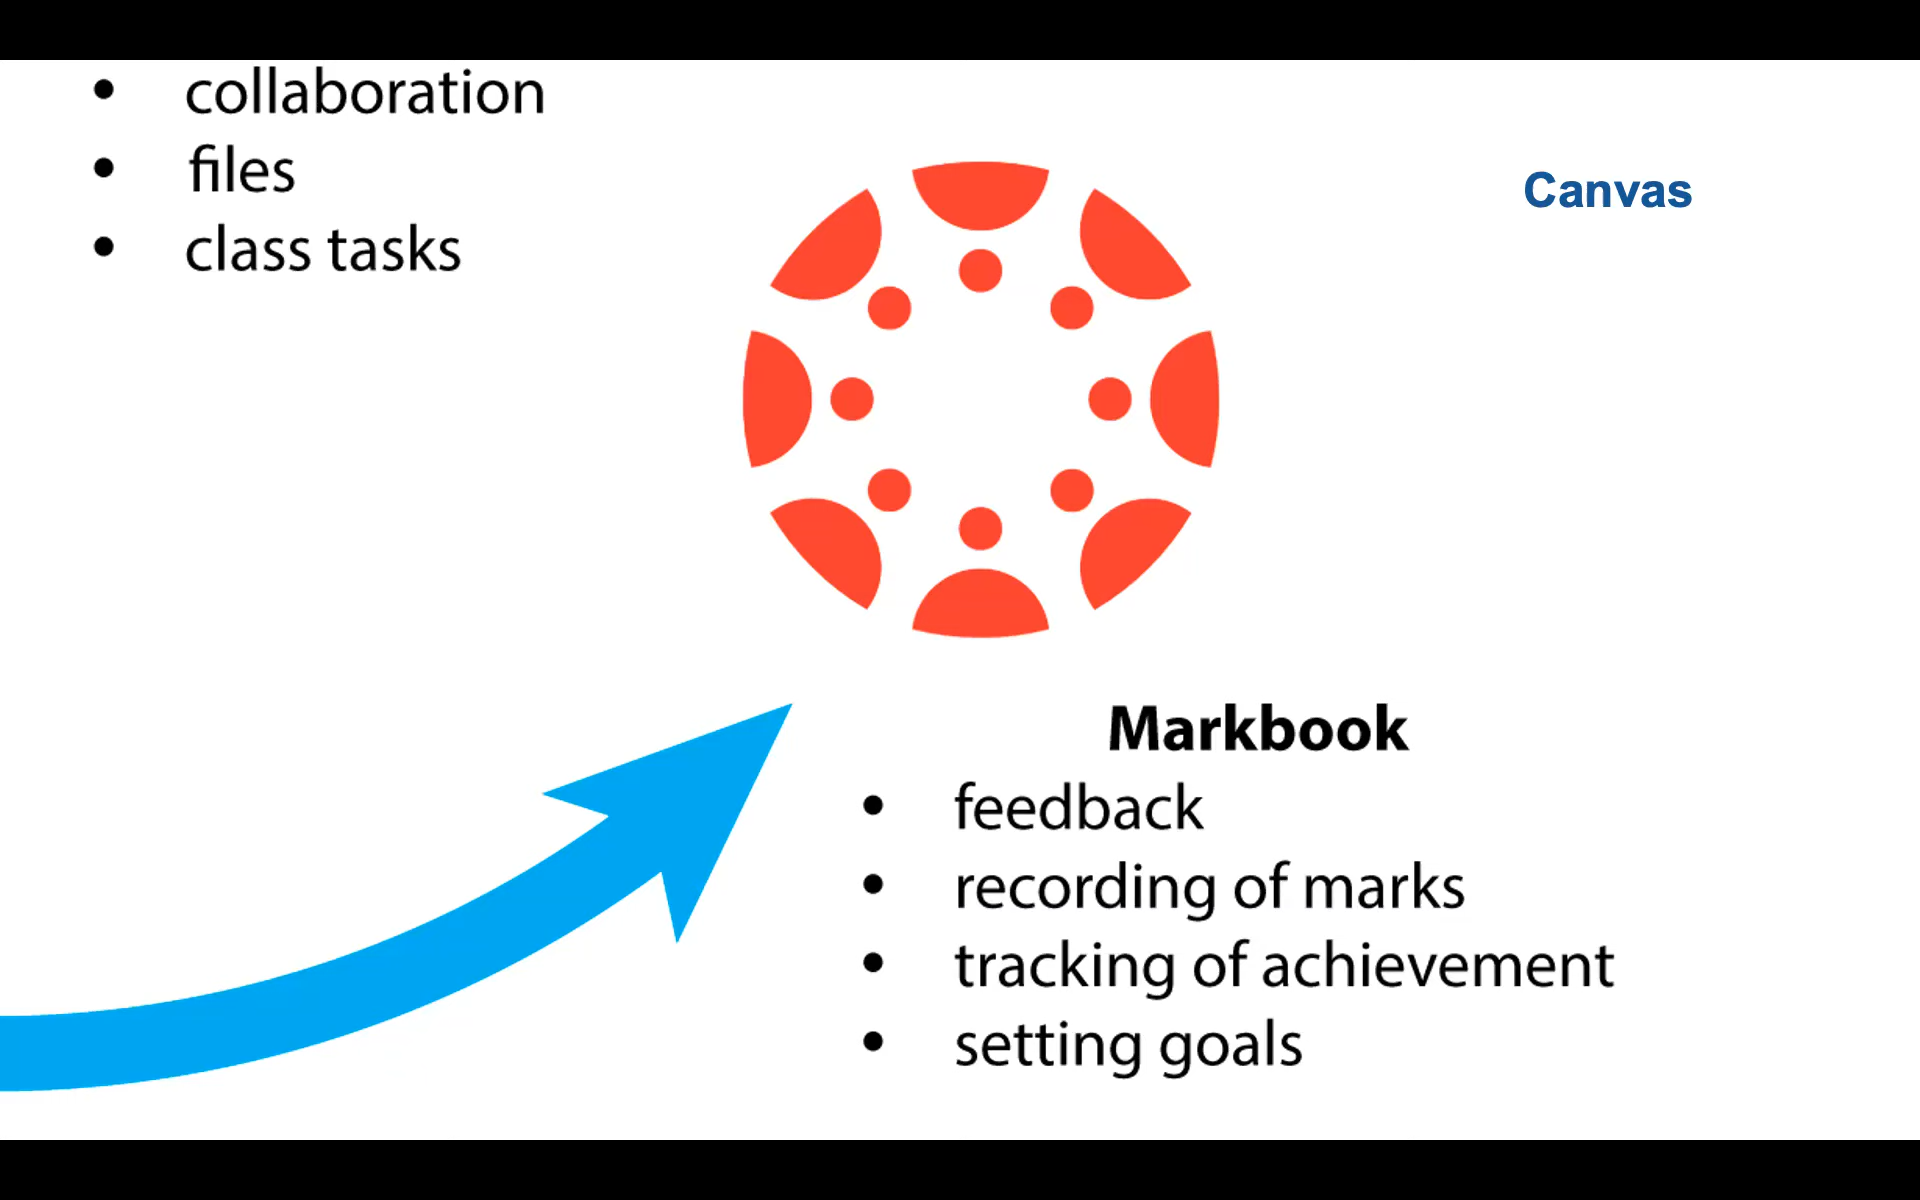 • collaboration
• files
• class tasks
Canvas
Markbook
• feedback
• recording of marks
• tracking of achievement
• setting goals